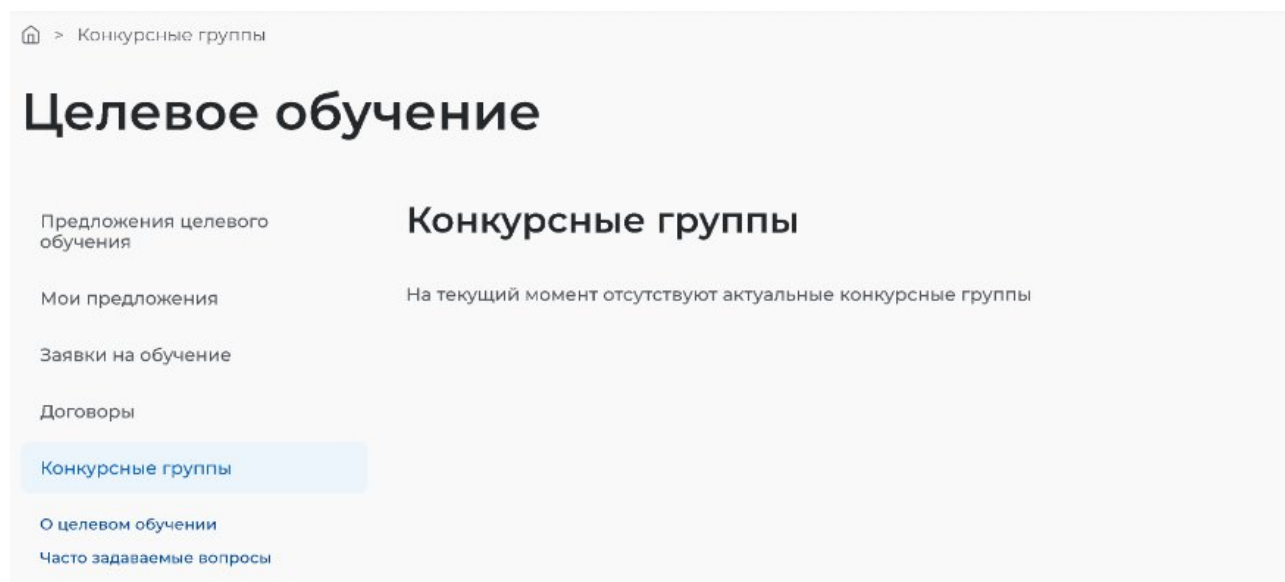 > Конкурсные группы
Целевое обучение
Предложения целевого
обучения
Мои предложения
Заявки на обучение
Договоры
Конкурсные группы
О целевом обучении
Часто задаваемые вопросы
Конкурсные группы
На текущий момент отсутствуют актуальные конкурсные группы